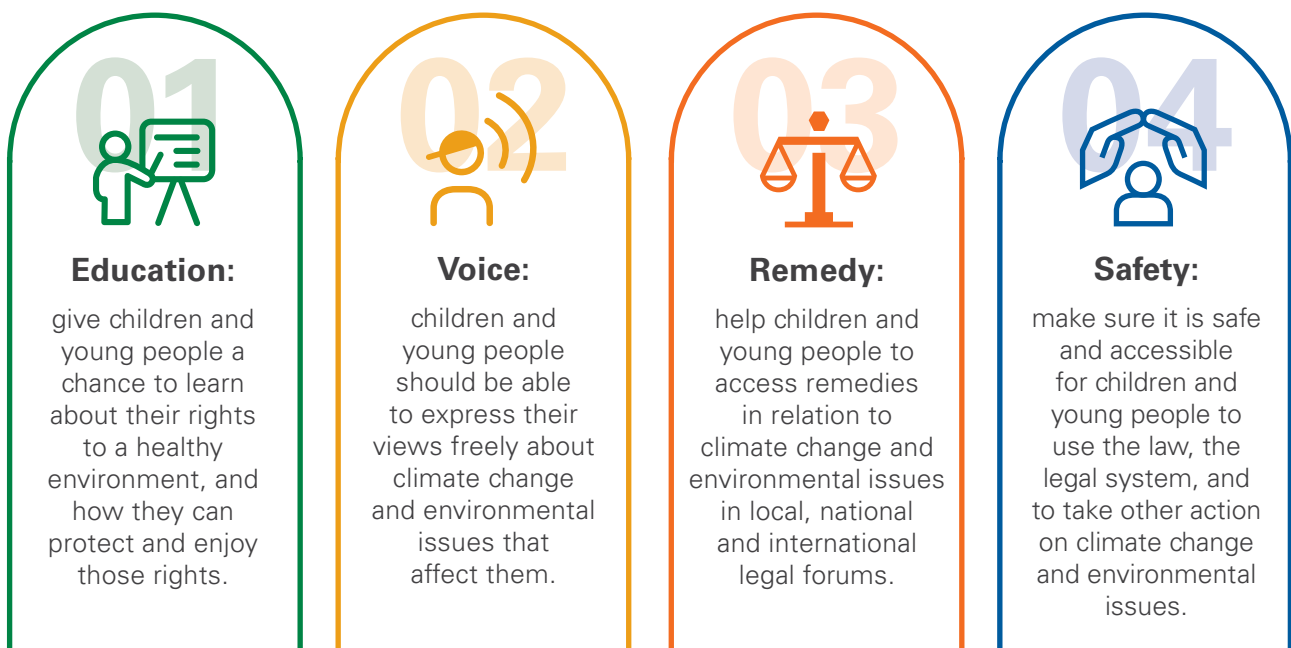 01
Education:
give children and
young people a
chance to learn
about their rights
to a healthy
environment, and
how they can
protect and enjoy
those rights.
02
Voice:
children and
young people
should be able
to express their
views freely about
climate change
and environmental
issues that
affect them.
03
Remedy:
help children and
young people to
access remedies
in relation to
climate change and
environmental issues
in local, national
and international
legal forums.
04
Safety:
make sure it is safe
and accessible
for children and
young people to
use the law, the
legal system, and
to take other action
on climate change
and environmental
issues.